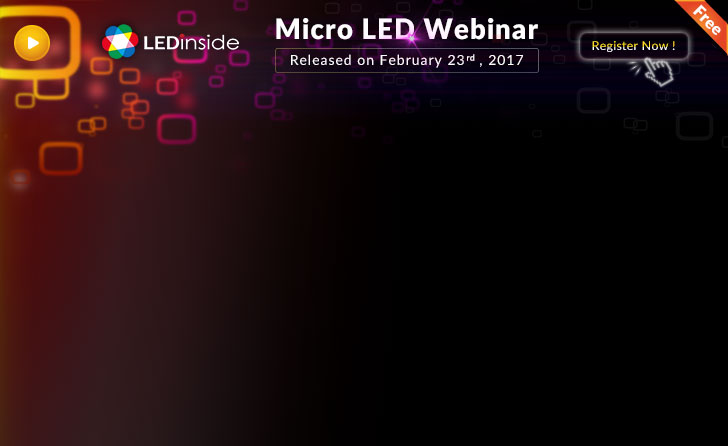 LEDinside
Micro LED Webinar
Released on February 23rd , 2017
Register Now !
Free